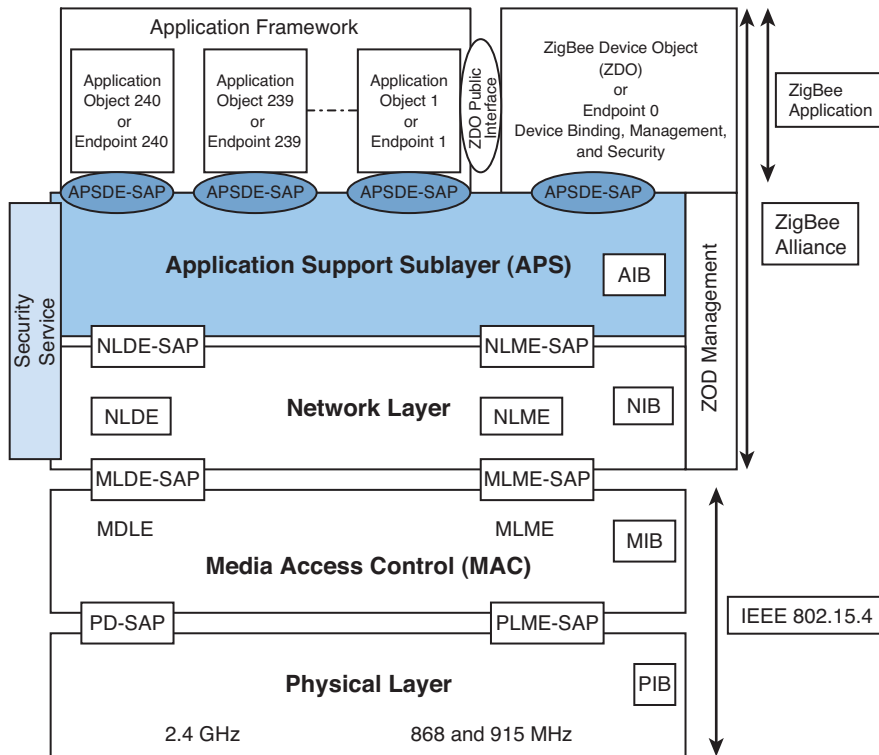 Application Framework
Application
Object 240
or
Endpoint 240
Application
Object 239
or
Endpoint 239
Application
Object 1
or
Endpoint 1
ZDO Public
Interface
ZigBee Device Object
(ZDO)
or
Endpoint 0
Device Binding, Management,
and Security
ZigBee
Application
APSDE-SAP
APSDE-SAP
APSDE-SAP
APSDE-SAP
ZigBee
Alliance
Security
Service
Application Support Sublayer (APS)
AIB
ZOD Management
NLDE-SAP
NLME-SAP
NLDE
Network Layer
NLME
NIB
MLDE-SAP
MLME-SAP
MDLE
MLME
MIB
Media Access Control (MAC)
IEEE 802.15.4
PD-SAP
PLME-SAP
Physical Layer
PIB
2.4 GHz
868 and 915 MHz